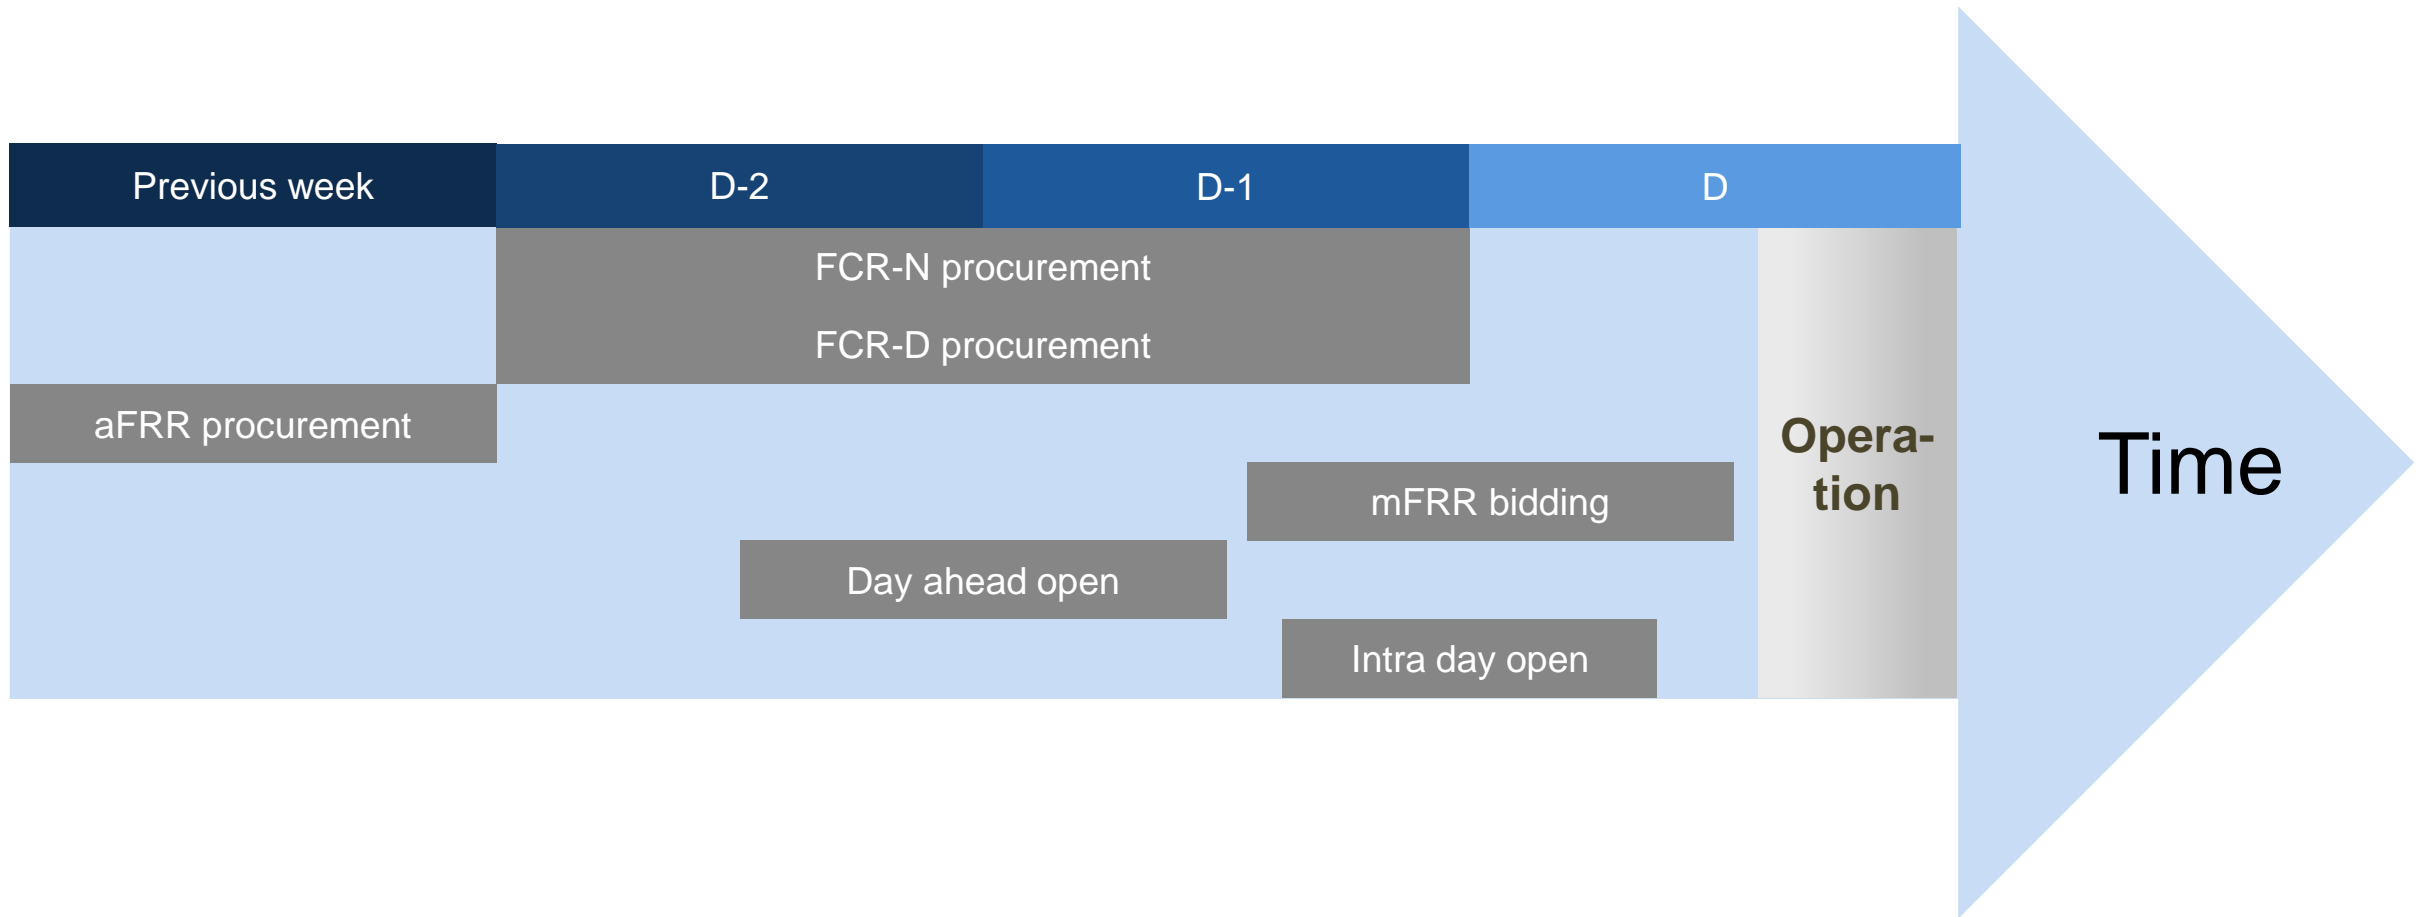 Previous week
D-2
D-1
D
FCR-N procurement
FCR-D procurement
aFRR procurement
mFRR bidding
Day ahead open
Intra day open
Opera-
tion
Time